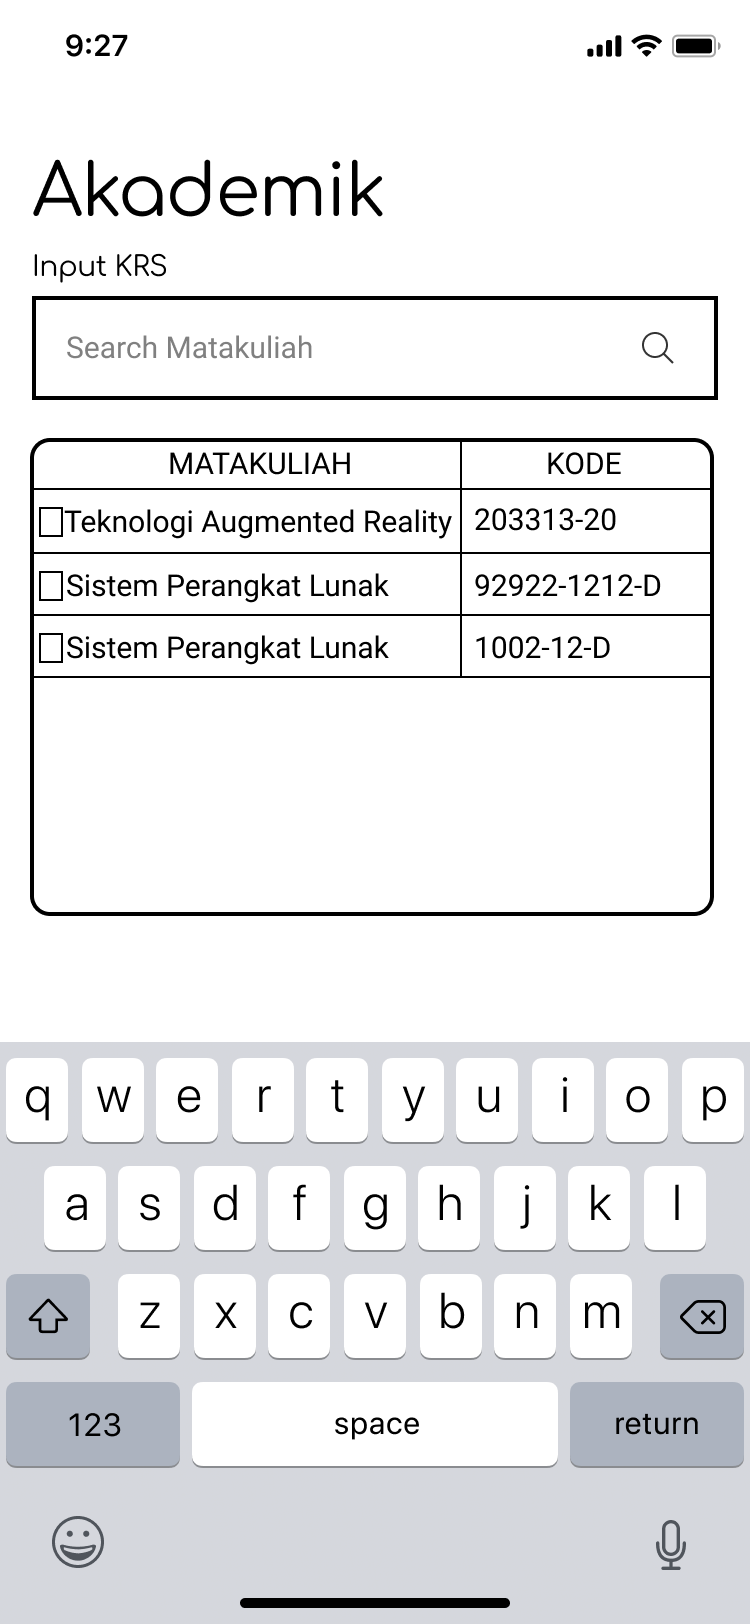 9:27
Akademik
Input KRS
Search Matakuliah
MATAKULIAH KODE
Teknologi Augmented Reality 203313-20
Sistem Perangkat Lunak 92922-1212-D
Sistem Perangkat Lunak 1002-12-D
q w e r t y u i o p
a s d f g h j k l
z x c v b n m
123 space return